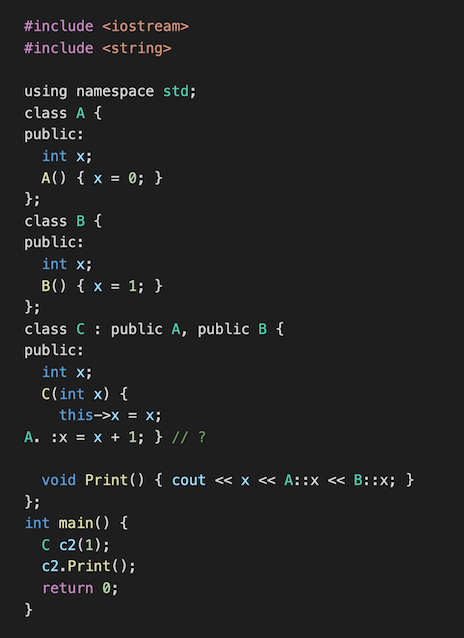 #include <iostream>
#include <string>

using namespace std;
class A {
public:
  int x;
  A() { x = 0; }
};
class B {
public:
  int x;
  B() { x = 1; }
};
class C : public A, public B {
public:
  int x;
  C(int x) {
    this->x = x;
A. :x = x + 1; } // ?

  void Print() { cout << x << A::x << B::x; }
};
int main() {
  C c2(1);
  c2.Print();
  return 0;
}